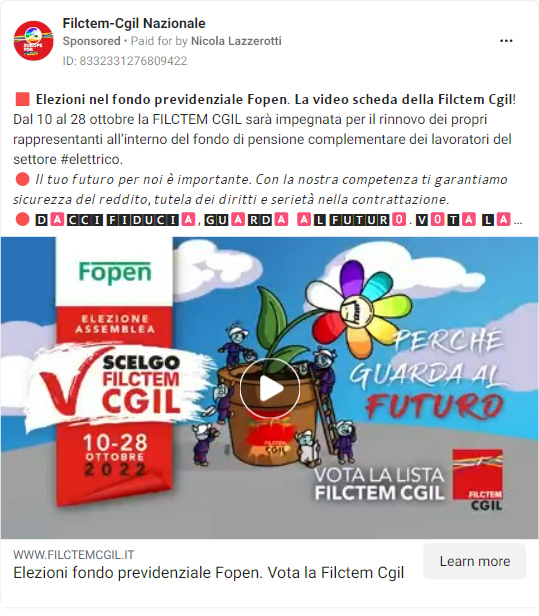 Filctem-Cgil Nazionale
Sponsored • Paid for by Nicola Lazzerotti
ID: 8332331276809422
🟥 Elezioni nel fondo previdenziale Fopen. La video scheda della Filctem Cgil!
Dal 10 al 28 ottobre la FILCTEM CGIL sarà impegnata per il rinnovo dei propri
rappresentanti all'interno del fondo di pensione complementare dei lavoratori del
settore #elettrico.
🔴 Il tuo futuro per noi è importante. Con la nostra competenza ti garantiamo
sicurezza del reddito, tutela dei diritti e serietà nella contrattazione.
🔴 DACCI FIDUCIA, GUARDA AL FUTURO. VOTA LA...
Fopen
ELEZIONE
ASSEMBLEA
SCELGO
FILCTEM
CGIL
10-28
OTTOBRE
2022
PERCHÉ
GUARDA AL
FUTURO
FILCTEM
CGIL
VOTA LA LISTA
FILCTEM CGIL
FILCTEM
CGIL
WWW.FILCTEMCGIL.IT
Elezioni fondo previdenziale Fopen. Vota la Filctem Cgil
Learn more